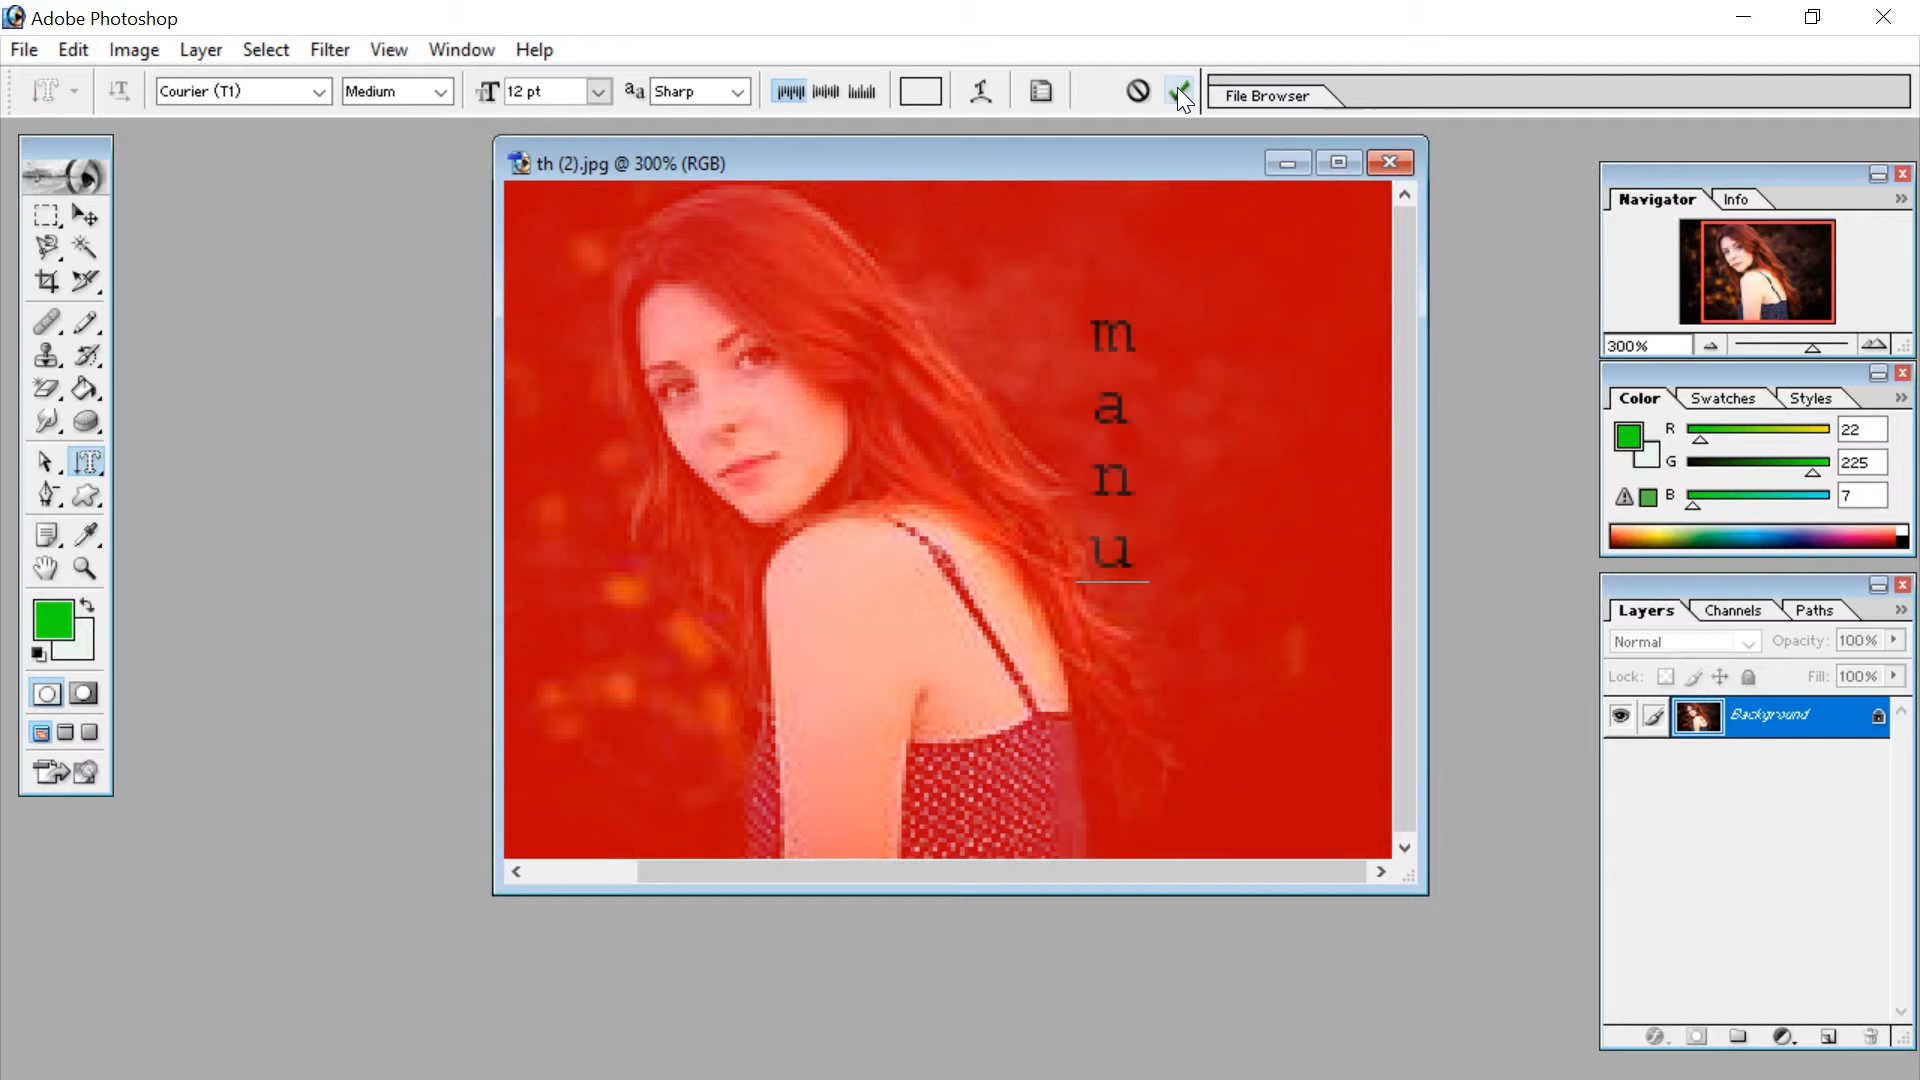 Adobe Photoshop
File Edit Image Layer Select Filter View Window Help
Courier (T1) Medium 12 pt aa Sharp File Browser
th (2).jpg @ 300% (RGB)
m
a
n
u
Navigator Info
300%
Color Swatches Styles
R 22
G 225
B 7
Layers Channels Paths
Normal Opacity: 100%
Lock: Fill: 100%
Background